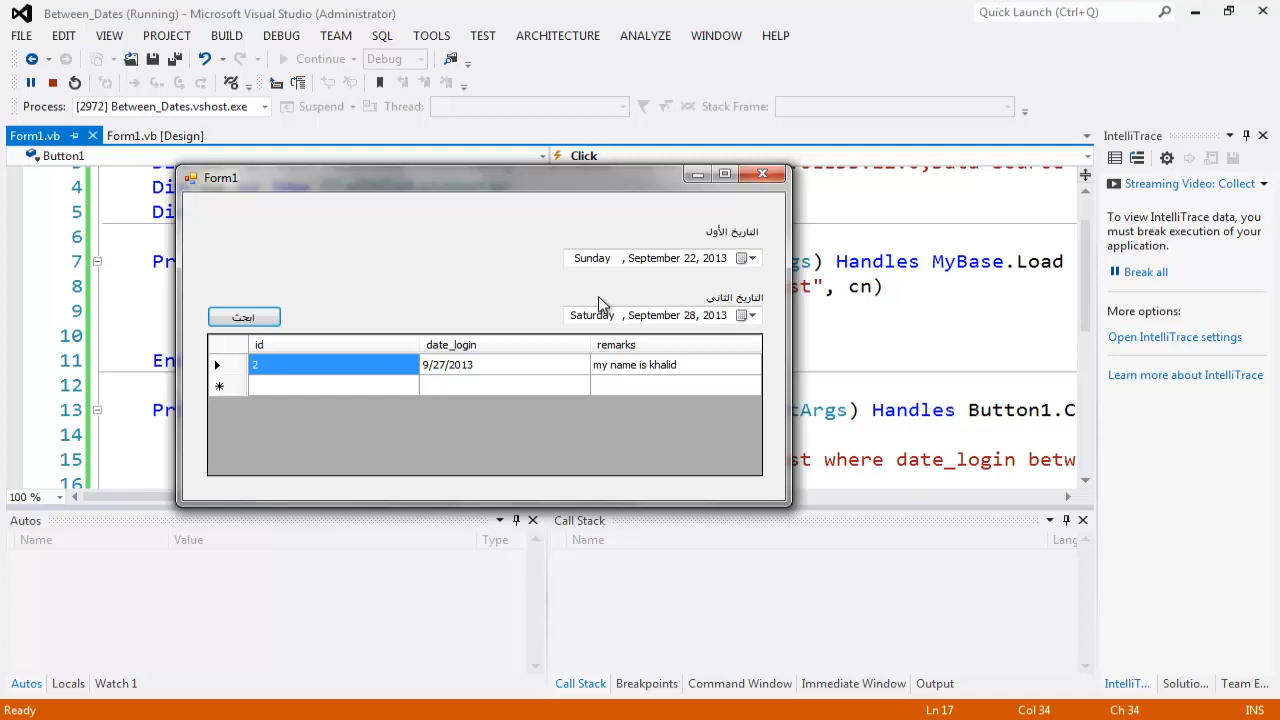 Between_Dates (Running) - Microsoft Visual Studio (Administrator)
Quick Launch (Ctrl+Q)
FILE EDIT VIEW PROJECT BUILD DEBUG TEAM SQL TOOLS TEST ARCHITECTURE ANALYZE WINDOW HELP
Continue Debug
Process: [2972] Between_Dates.vshost.exe Suspend Thread: Stack Frame:
Form1.vb Form1.vb [Design]
IntelliTrace
Button1 Click
Form1
التاريخ الأول
Sunday , September 22, 2013
التاريخ الثاني
Saturday , September 28, 2013
ابحث
id date_login remarks
2 9/27/2013 my name is khalid
4 Di
5 Di
6
7 Pr gs) Handles MyBase.Load
8 st", cn)
9
10
11 En
12
13 Pr tArgs) Handles Button1.C
14
15 st where date_login betw
16
100 %
Streaming Video: Collect
To view IntelliTrace data, you
must break execution of your
application.
Break all
More options:
Open IntelliTrace settings
Learn more about IntelliTrace
Autos
Name Value Type
Call Stack
Name Lang
Autos Locals Watch 1
Call Stack Breakpoints Command Window Immediate Window Output
IntelliT... Solutio... Team E...
Ready Ln 17 Col 34 Ch 34 INS